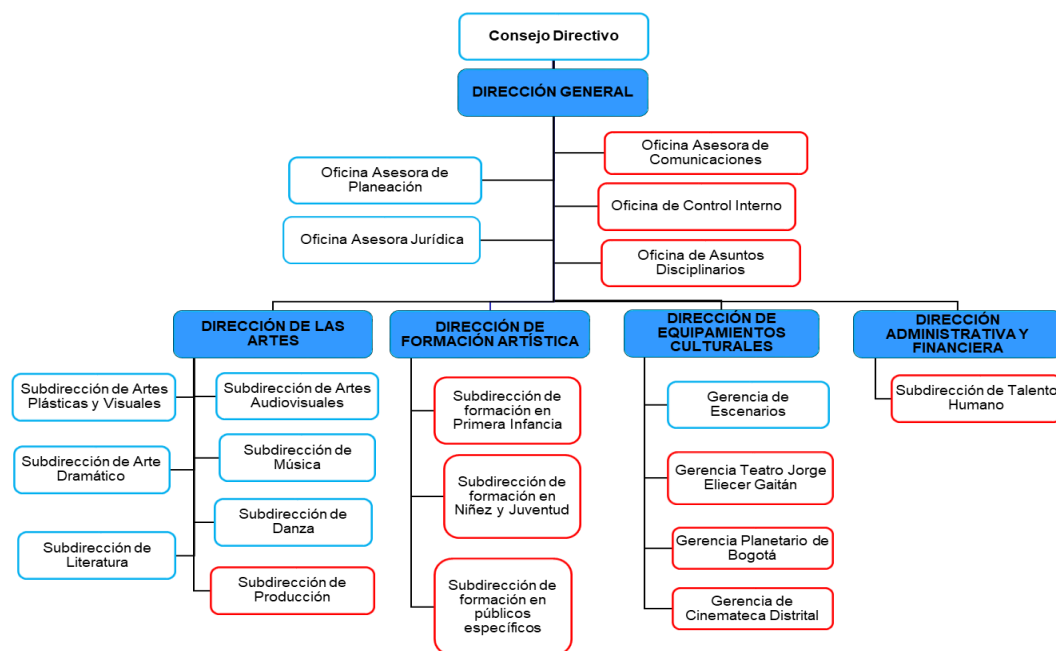 Consejo Directivo
DIRECCIÓN GENERAL
Oficina Asesora de
Comunicaciones
Oficina Asesora de
Planeación
Oficina de Control Interno
Oficina Asesora Jurídica
Oficina de Asuntos
Disciplinarios
DIRECCIÓN DE LAS
ARTES
DIRECCIÓN DE
FORMACIÓN ARTÍSTICA
DIRECCIÓN DE
EQUIPAMIENTOS
CULTURALES
DIRECCIÓN
ADMINISTRATIVA Y
FINANCIERA
Subdirección de Artes
Plásticas y Visuales
Subdirección de Artes
Audiovisuales
Subdirección de Arte
Dramático
Subdirección de
Música
Subdirección de
Danza
Subdirección de
Literatura
Subdirección de
Producción
Subdirección de
formación en
Primera Infancia
Subdirección de
formación en
Niñez y Juventud
Subdirección de
formación en
públicos
específicos
Gerencia de
Escenarios
Gerencia Teatro Jorge
Eliecer Gaitán
Gerencia Planetario de
Bogotá
Gerencia de
Cinemateca Distrital
Subdirección de Talento
Humano